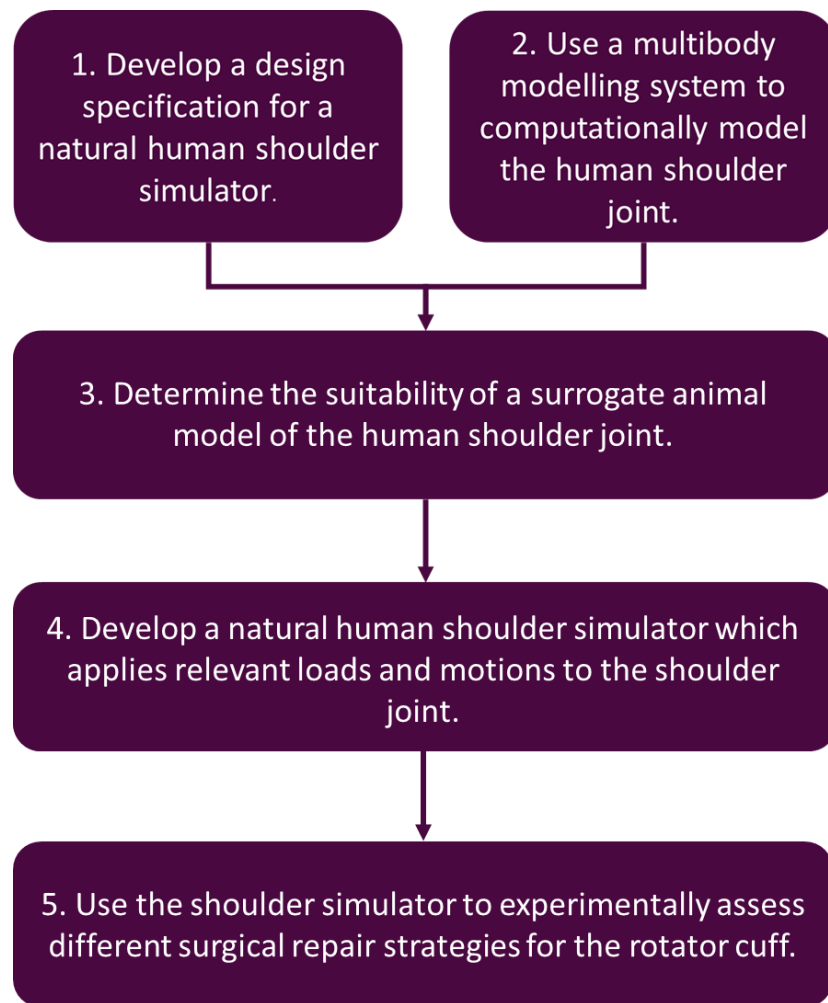 1. Develop a design
specification for a
natural human shoulder
simulator.
2. Use a multibody
modelling system to
computationally model
the human shoulder
joint.
3. Determine the suitability of a surrogate animal
model of the human shoulder joint.
4. Develop a natural human shoulder simulator which
applies relevant loads and motions to the shoulder
joint.
5. Use the shoulder simulator to experimentally assess
different surgical repair strategies for the rotator cuff.